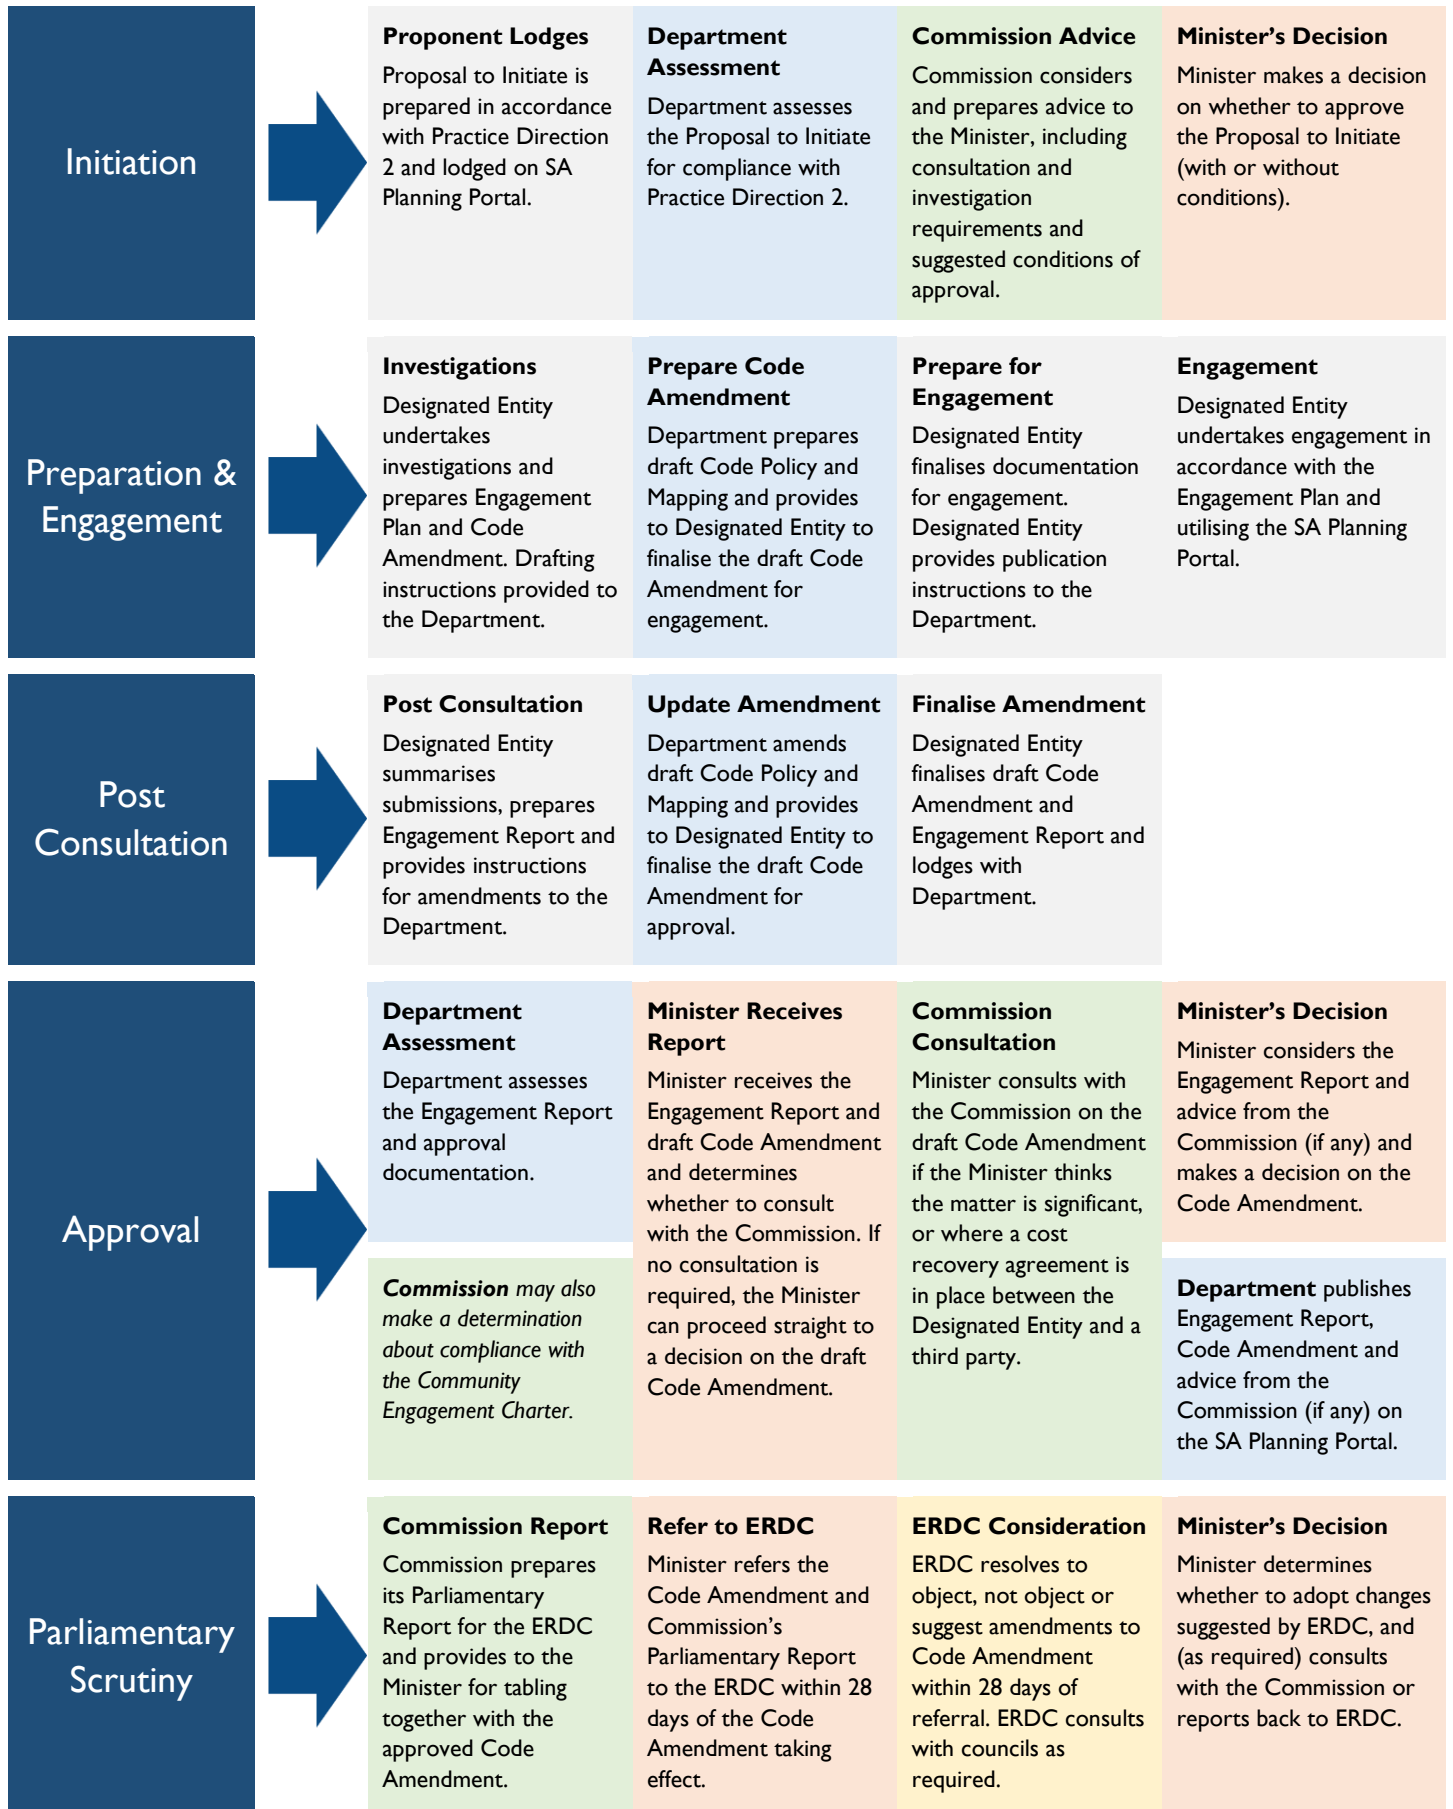 Initiation
Proponent Lodges
Proposal to Initiate is
prepared in accordance
with Practice Direction
2 and lodged on SA
Planning Portal.
Department
Assessment
Department assesses
the Proposal to Initiate
for compliance with
Practice Direction 2.
Commission Advice
Commission considers
and prepares advice to
the Minister, including
consultation and
investigation
requirements and
suggested conditions of
approval.
Minister’s Decision
Minister makes a decision
on whether to approve
the Proposal to Initiate
(with or without
conditions).
Preparation &
Engagement
Investigations
Designated Entity
undertakes
investigations and
prepares Engagement
Plan and Code
Amendment. Drafting
instructions provided to
the Department.
Prepare Code
Amendment
Department prepares
draft Code Policy and
Mapping and provides
to Designated Entity to
finalise the draft Code
Amendment for
engagement.
Prepare for
Engagement
Designated Entity
finalises documentation
for engagement.
Designated Entity
provides publication
instructions to the
Department.
Engagement
Designated Entity
undertakes engagement in
accordance with the
Engagement Plan and
utilising the SA Planning
Portal.
Post
Consultation
Post Consultation
Designated Entity
summarises
submissions, prepares
Engagement Report and
provides instructions
for amendments to the
Department.
Update Amendment
Department amends
draft Code Policy and
Mapping and provides
to Designated Entity to
finalise the draft Code
Amendment for
approval.
Finalise Amendment
Designated Entity
finalises draft Code
Amendment and
Engagement Report and
lodges with
Department.
Approval
Department
Assessment
Department assesses
the Engagement Report
and approval
documentation.
Commission may also
make a determination
about compliance with
the Community
Engagement Charter.
Minister Receives
Report
Minister receives the
Engagement Report and
draft Code Amendment
and determines
whether to consult
with the Commission. If
no consultation is
required, the Minister
can proceed straight to
a decision on the draft
Code Amendment.
Commission
Consultation
Minister consults with
the Commission on the
draft Code Amendment
if the Minister thinks
the matter is significant,
or where a cost
recovery agreement is
in place between the
Designated Entity and a
third party.
Minister’s Decision
Minister considers the
Engagement Report and
advice from the
Commission (if any) and
makes a decision on the
Code Amendment.
Department publishes
Engagement Report,
Code Amendment and
advice from the
Commission (if any) on
the SA Planning Portal.
Parliamentary
Scrutiny
Commission Report
Commission prepares
its Parliamentary
Report for the ERDC
and provides to the
Minister for tabling
together with the
approved Code
Amendment.
Refer to ERDC
Minister refers the
Code Amendment and
Commission’s
Parliamentary Report
to the ERDC within 28
days of the Code
Amendment taking
effect.
ERDC Consideration
ERDC resolves to
object, not object or
suggest amendments to
Code Amendment
within 28 days of
referral. ERDC consults
with councils as
required.
Minister’s Decision
Minister determines
whether to adopt changes
suggested by ERDC, and
(as required) consults
with the Commission or
reports back to ERDC.